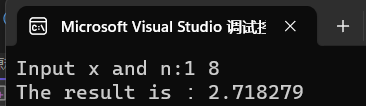 Microsoft Visual Studio 调试
Input x and n:1 8
The result is : 2.718279